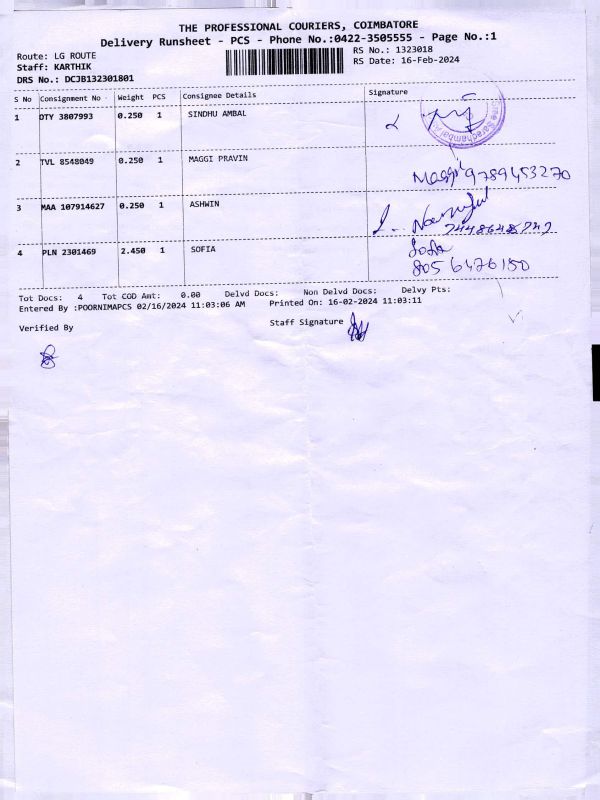 THE PROFESSIONAL COURIERS, COIMBATORE
Delivery Runsheet - PCS - Phone No.:0422-3505555 - Page No.:1
Route: LG ROUTE
RS No.: 1323018
Staff: KARTHIK
RS Date: 16-Feb-2024
DRS No.: DCJB132301801
S No Consignment No Weight PCS Consignee Details Signature
1 DTY 3807993 0.250 1 SINDHU AMBAL
2 TVL 8548049 0.250 1 MAGGI PRAVIN
Maggi 9789453270
3 MAA 107914627 0.250 1 ASHWIN
4 PLN 2301469 2.450 1 SOFIA
Sofia
8056476150
Tot Docs: 4 Tot COD Amt: 0.00 Delvd Docs: Non Delvd Docs: Delvy Pts:
Entered By :POORNIMAPCS 02/16/2024 11:03:06 AM Printed On: 16-02-2024 11:03:11
Verified By
Staff Signature